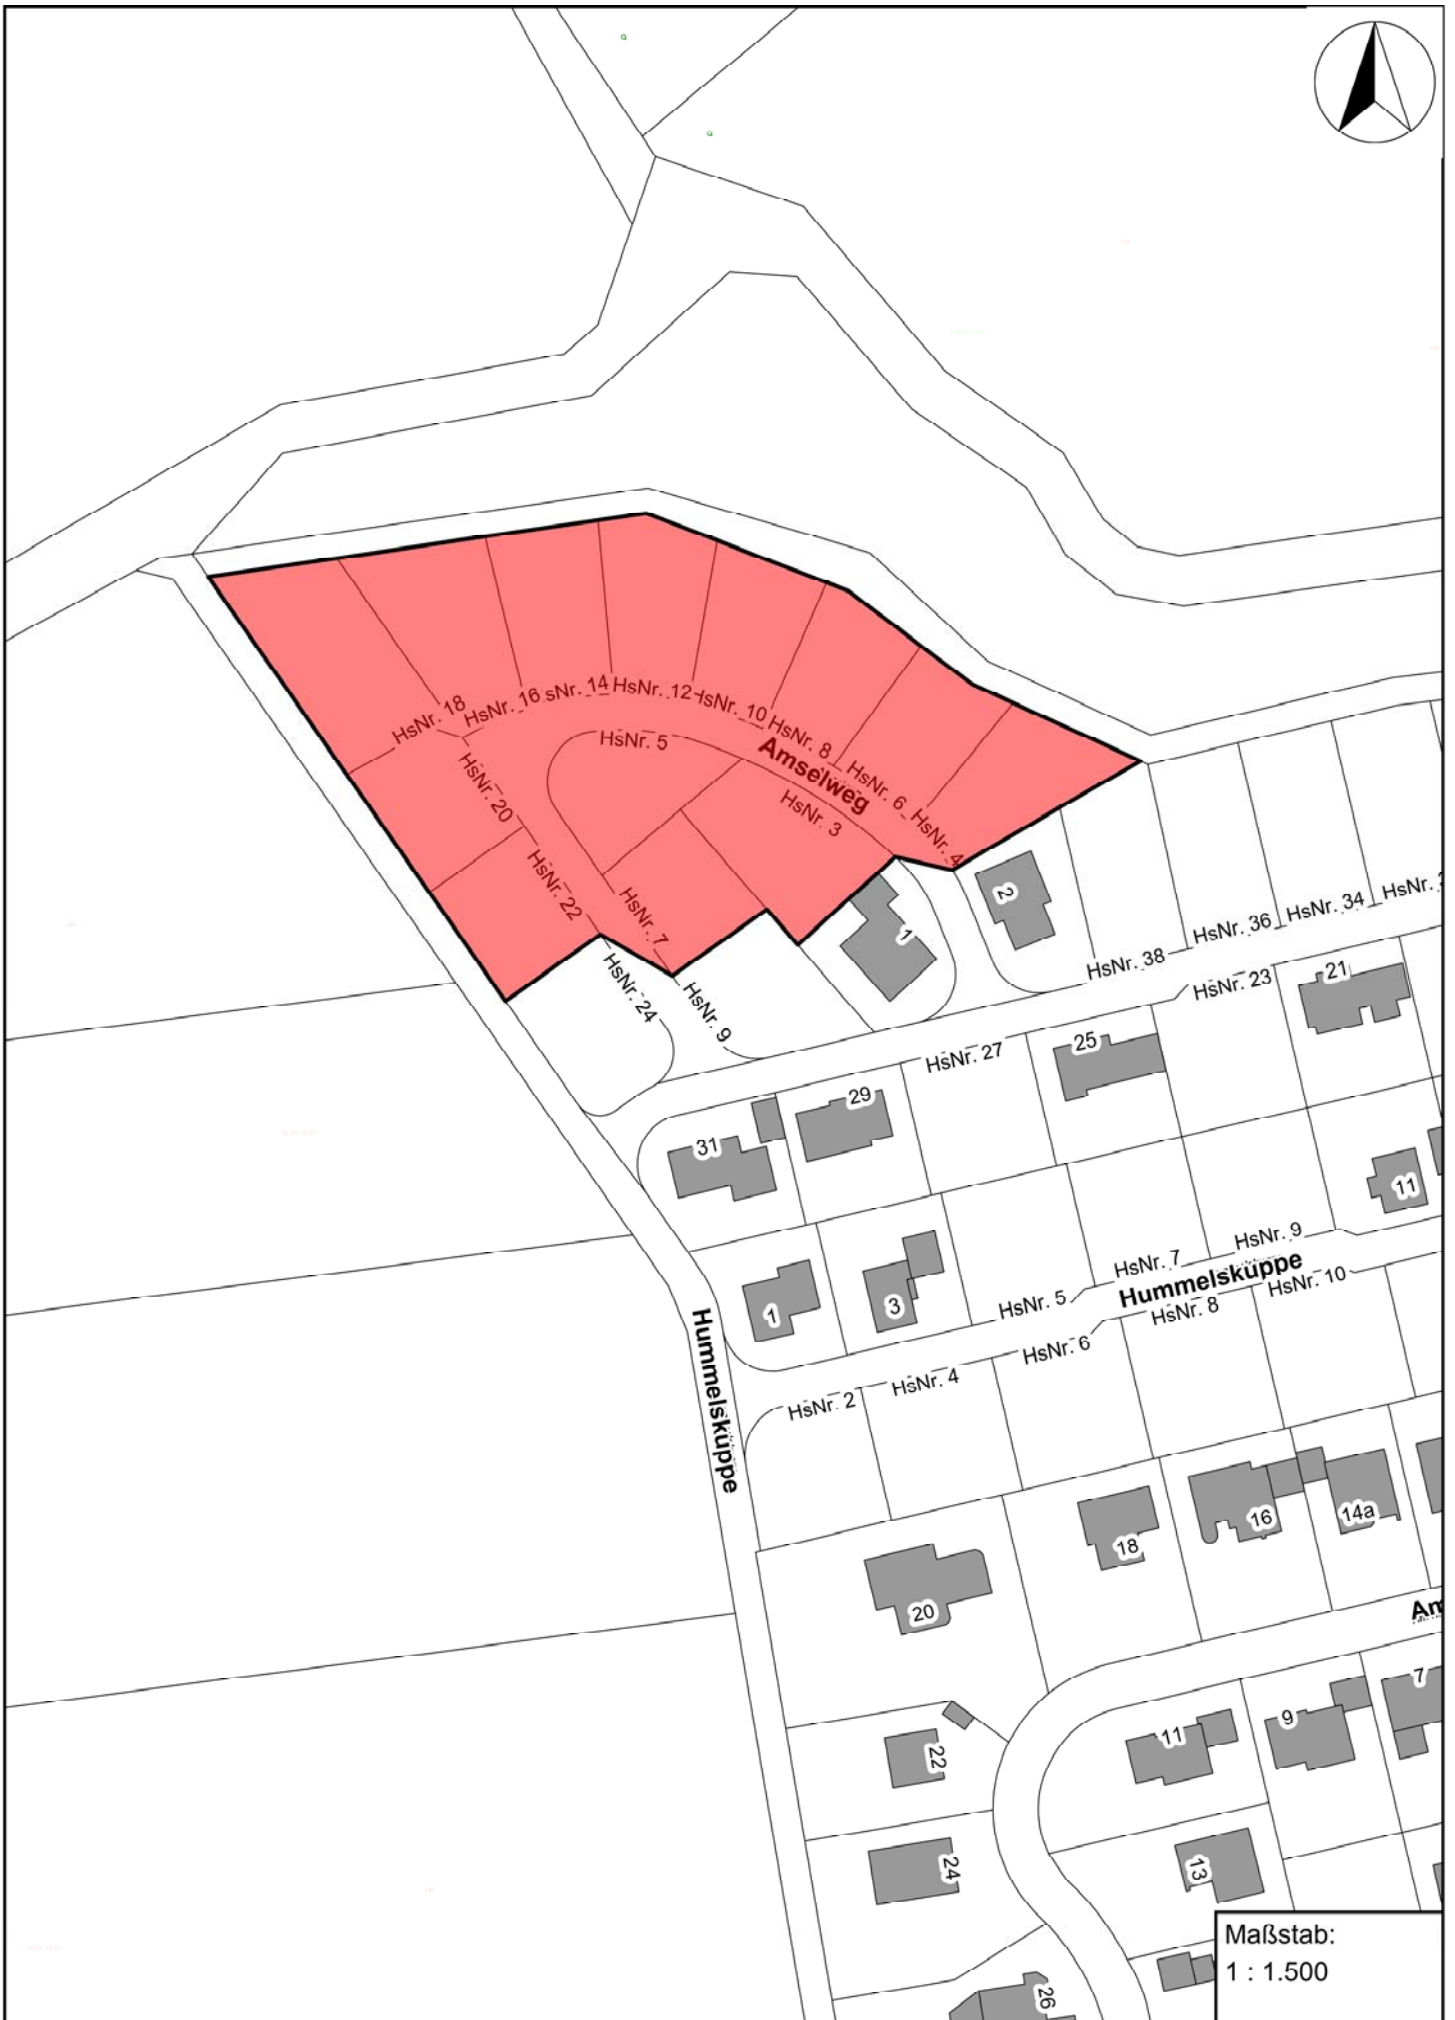 HsNr. 18
HsNr. 16
sNr. 14
HsNr. 12
HsNr. 10
HsNr. 8
HsNr. 5
Amselweg
HsNr. 6
HsNr. 4
HsNr. 3
HsNr. 20
HsNr. 22
HsNr. 7
HsNr. 24
HsNr. 9
1
2
HsNr. 38
HsNr. 36
HsNr. 34
HsNr.
HsNr. 23
21
HsNr. 27
25
29
31
11
HsNr. 9
HsNr. 7
Hummelsküppe
HsNr. 10
HsNr. 5
HsNr. 8
1
3
HsNr. 6
HsNr. 4
HsNr. 2
Hummelsküppe
16
14a
18
20
Am
7
9
11
22
24
13
26
Maßstab:
1 : 1.500